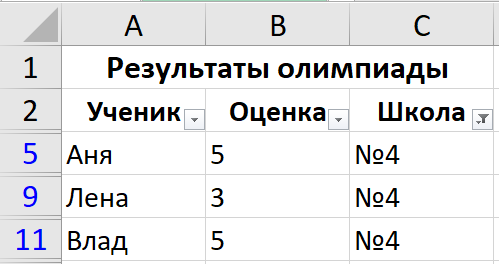 A B C
1 Результаты олимпиады
2 Ученик Оценка Школа
5 Аня 5 №4
9 Лена 3 №4
11 Влад 5 №4